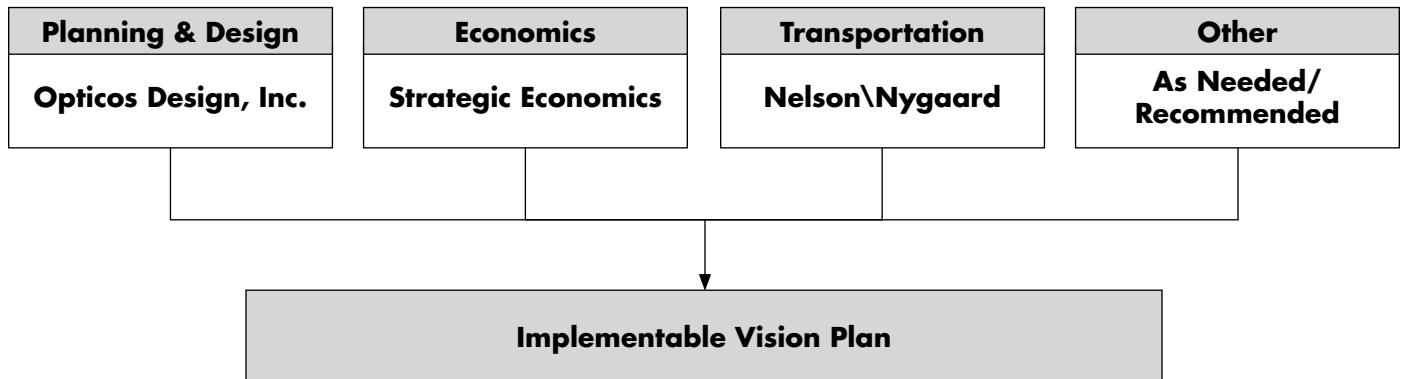 Planning & Design
Economics
Transportation
Other
Opticos Design, Inc.
Strategic Economics
Nelson\Nygaard
As Needed/
Recommended
Implementable Vision Plan